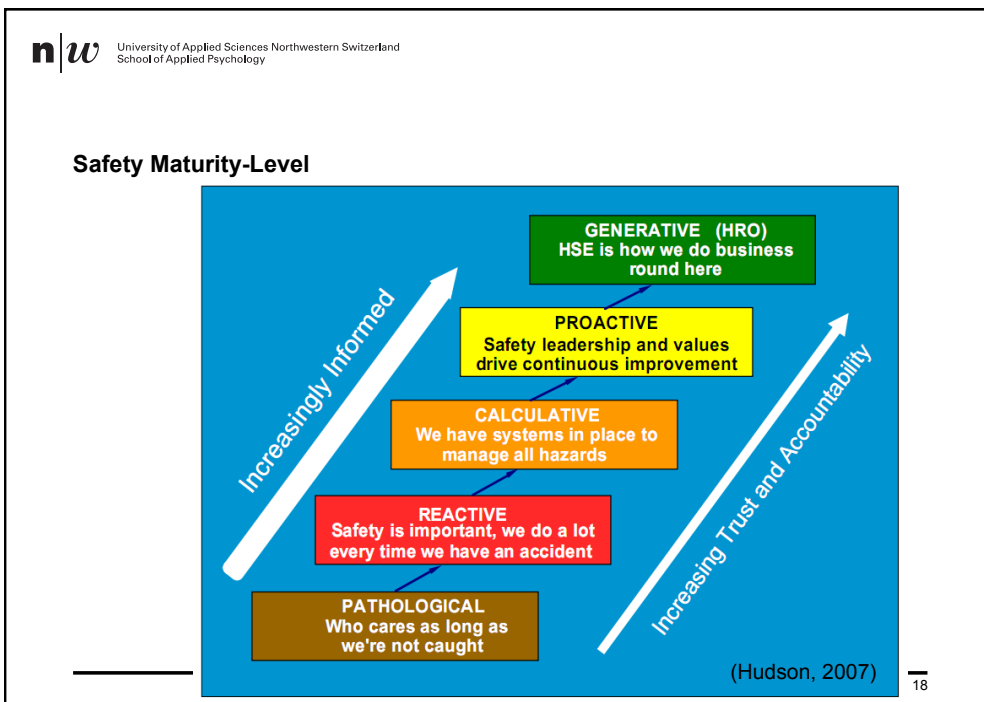 n|w University of Applied Sciences Northwestern Switzerland
School of Applied Psychology
Safety Maturity-Level
GENERATIVE (HRO)
HSE is how we do business
round here
PROACTIVE
Safety leadership and values
drive continuous improvement
CALCULATIVE
We have systems in place to
manage all hazards
REACTIVE
Safety is important, we do a lot
every time we have an accident
PATHOLOGICAL
Who cares as long as
we're not caught
Increasingly Informed
Increasing Trust and Accountability
(Hudson, 2007)
18